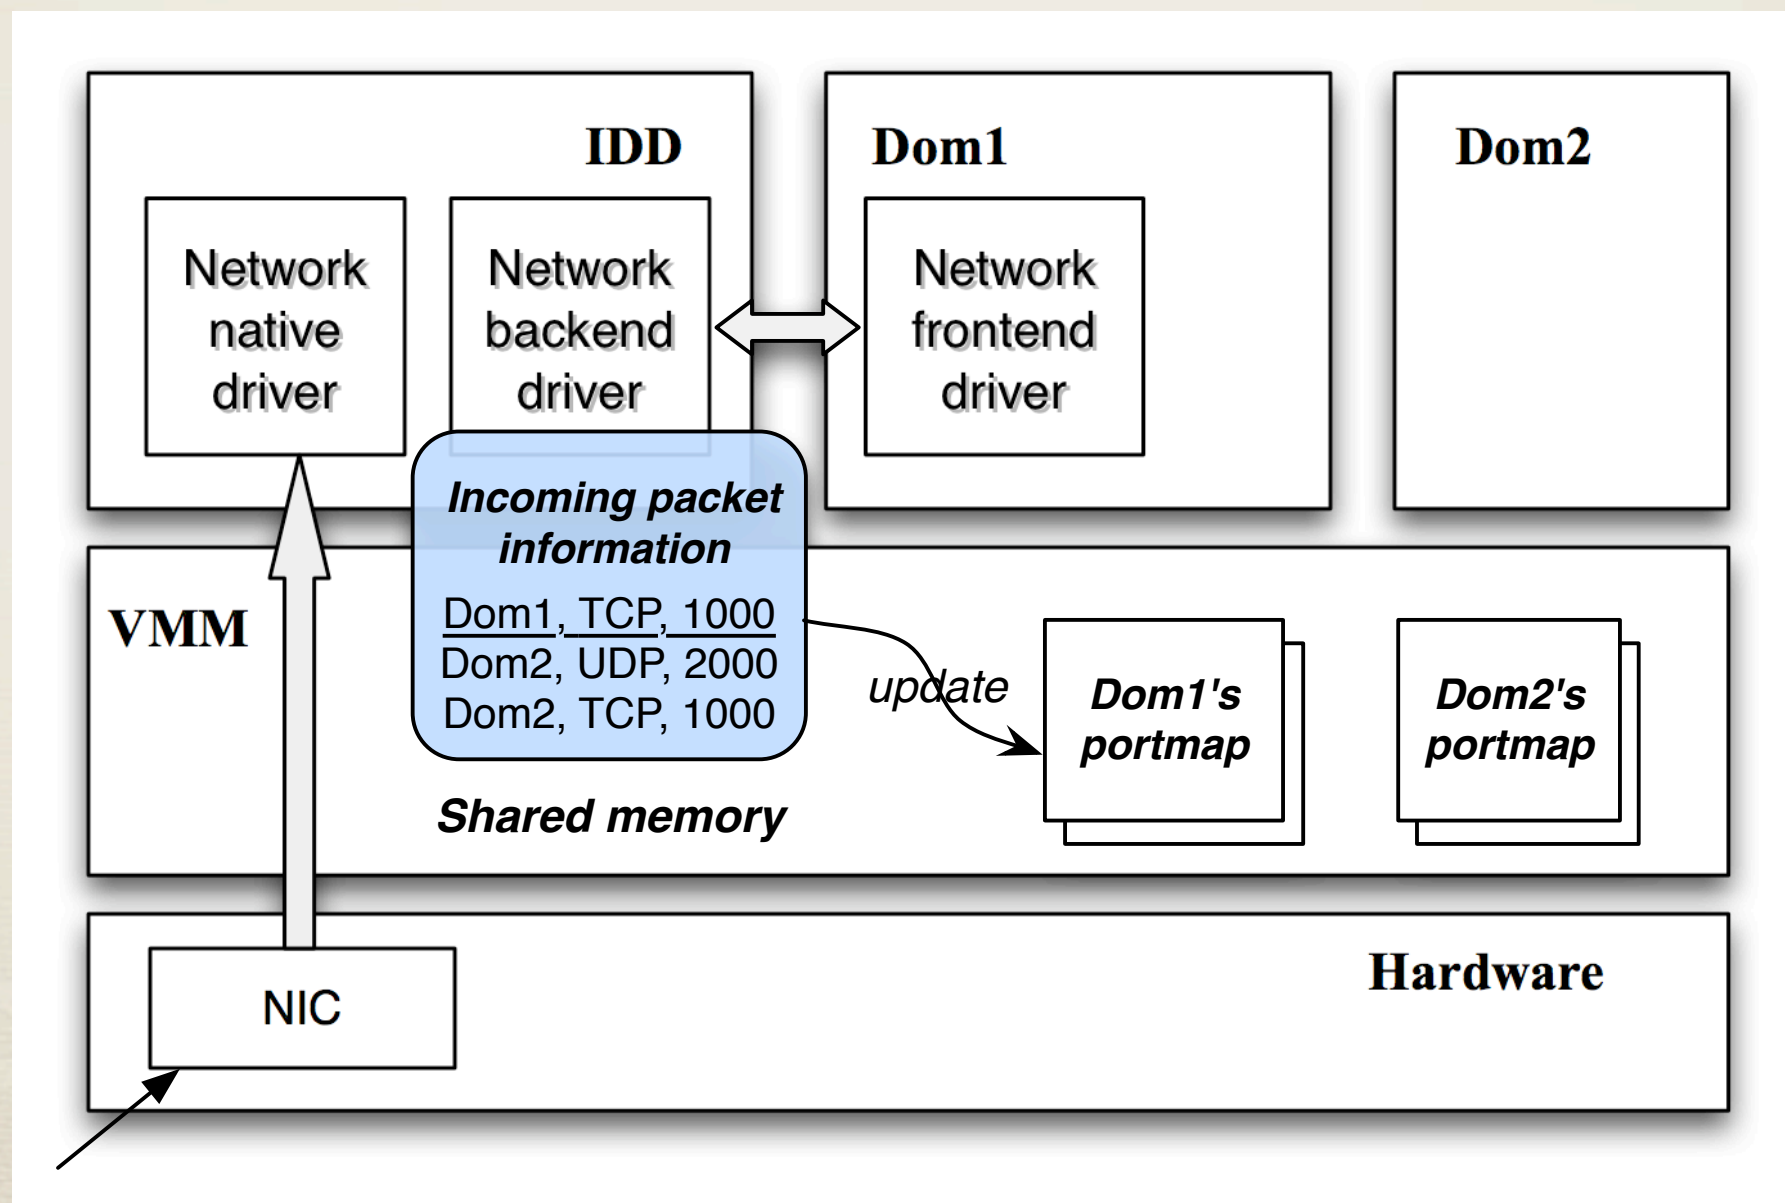 IDD
Dom1
Dom2
Network
native
driver
Network
backend
driver
Network
frontend
driver
Incoming packet
information
Dom1, TCP, 1000
Dom2, UDP, 2000
Dom2, TCP, 1000
VMM
update
Dom1's
portmap
Dom2's
portmap
Shared memory
Hardware
NIC